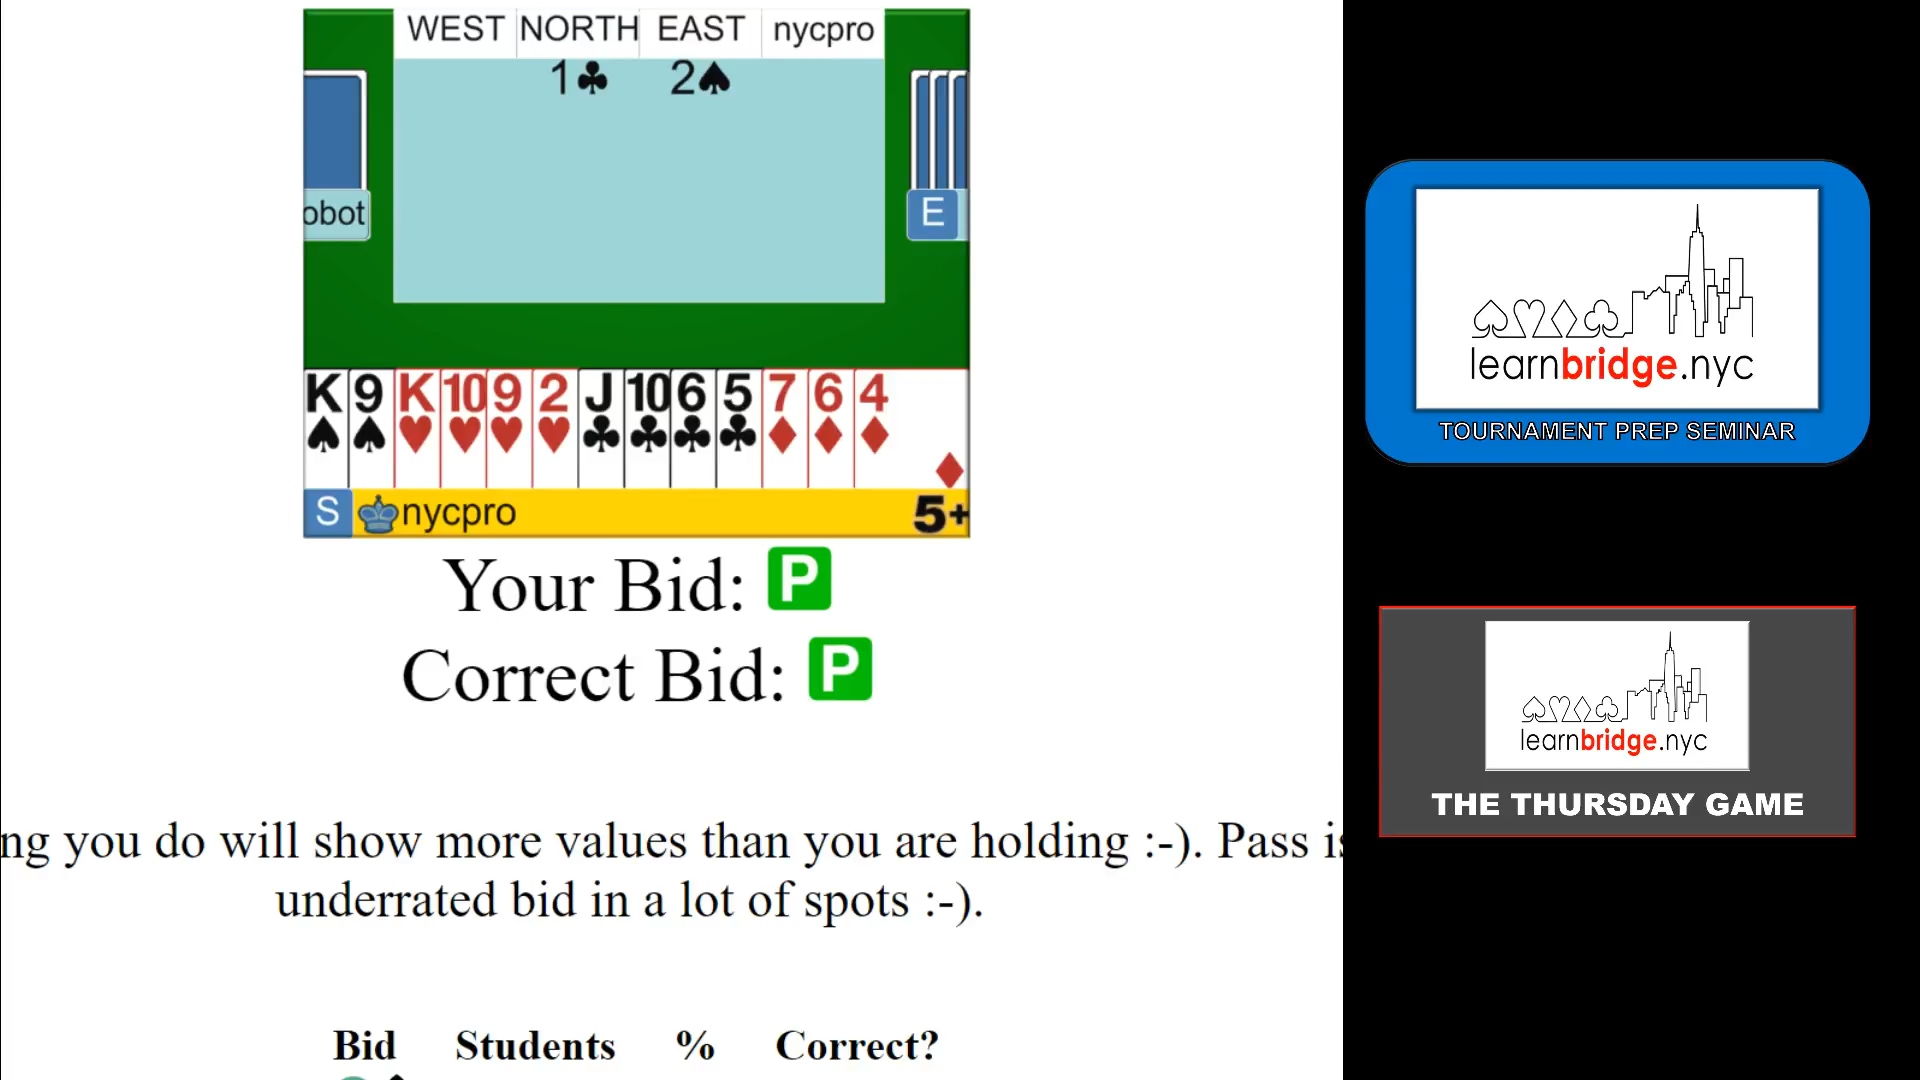 WEST NORTH EAST nycpro
1♣ 2♠
obot
E
K 9 K 10 9 2 J 10 6 5 7 6 4
S nycpro 5+
Your Bid: P
Correct Bid: P
ng you do will show more values than you are holding :-). Pass is
underrated bid in a lot of spots :-).
Bid Students % Correct?
learnbridge.nyc
TOURNAMENT PREP SEMINAR
learnbridge.nyc
THE THURSDAY GAME